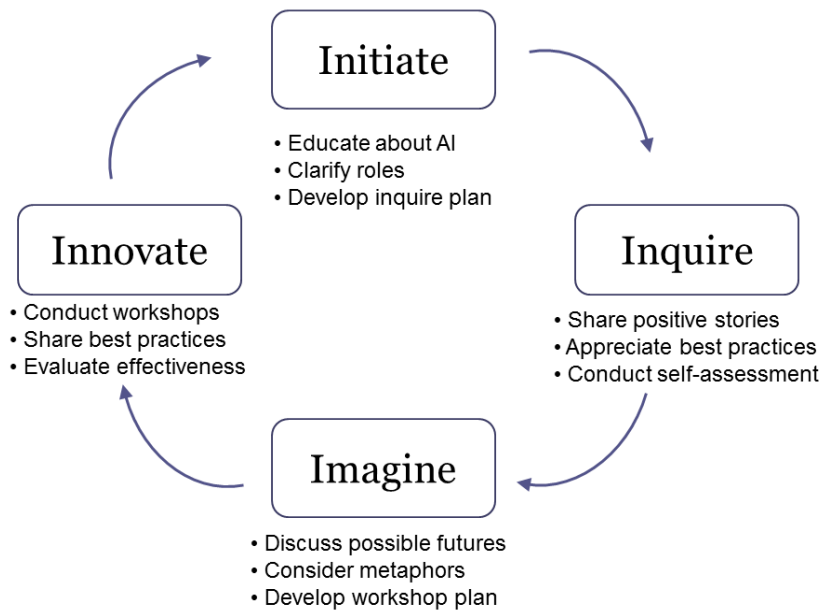 Initiate
• Educate about AI
• Clarify roles
• Develop inquire plan
Inquire
• Share positive stories
• Appreciate best practices
• Conduct self-assessment
Imagine
• Discuss possible futures
• Consider metaphors
• Develop workshop plan
Innovate
• Conduct workshops
• Share best practices
• Evaluate effectiveness